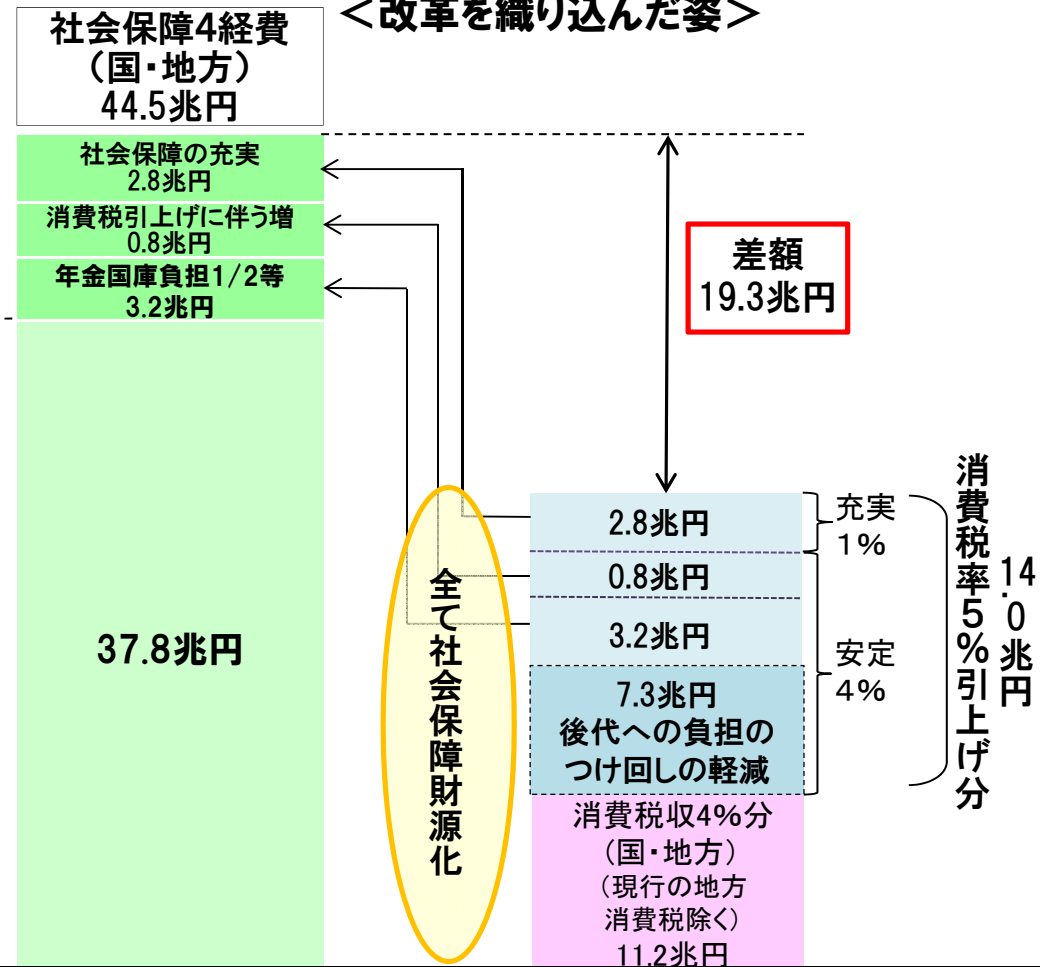 <改革を織り込んだ姿>
社会保障4経費
(国・地方)
44.5兆円
社会保障の充実
2.8兆円
消費税引上げに伴う増
0.8兆円
年金国庫負担1/2等
3.2兆円
37.8兆円
差額
19.3兆円
全て社会保障財源化
2.8兆円
0.8兆円
3.2兆円
7.3兆円
後代への負担の
つけ回しの軽減
消費税収4%分
(国・地方)
(現行の地方
消費税除く)
11.2兆円
充実
1%
安定
4%
消費税率5%引上げ分
14.0兆円